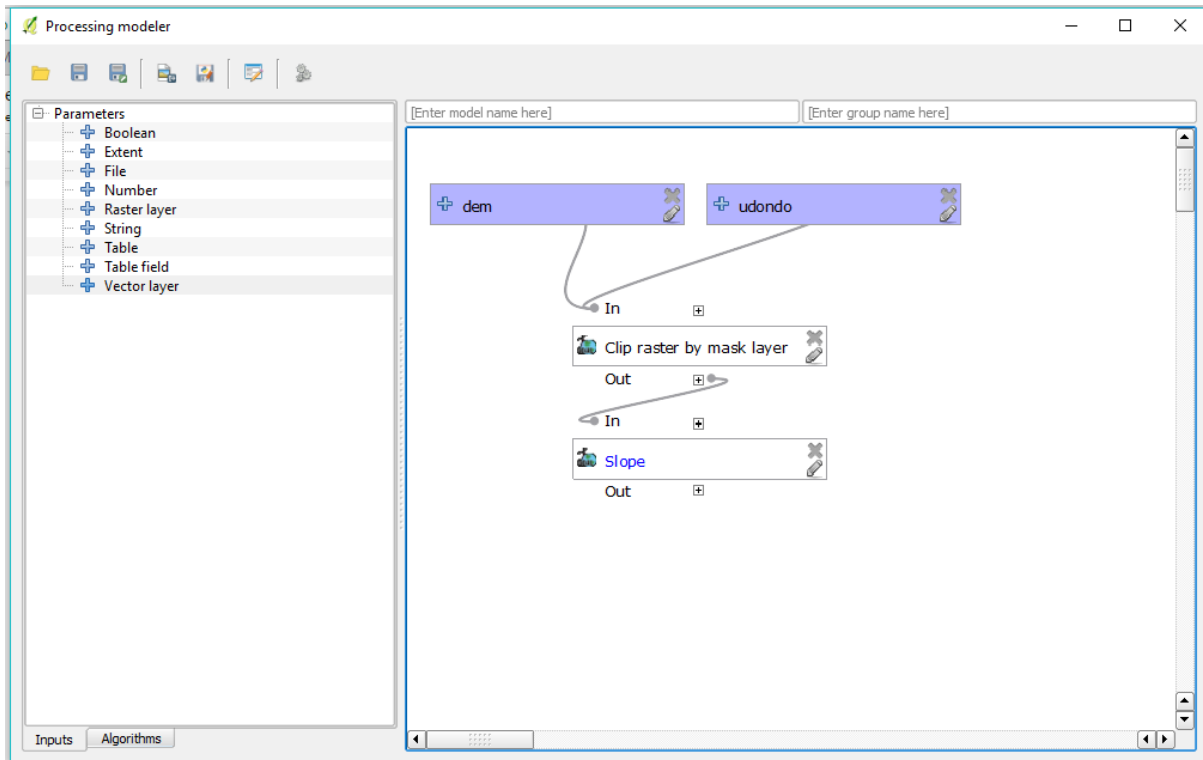 Processing modeler
[Enter model name here]
[Enter group name here]
Parameters
Boolean
Extent
File
Number
Raster layer
String
Table
Table field
Vector layer
dem
udondo
In
Clip raster by mask layer
Out
In
Slope
Out
Inputs
Algorithms